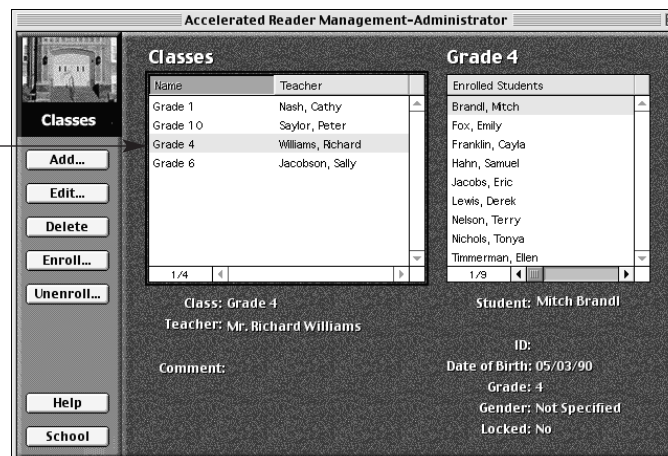 Accelerated Reader Management-Administrator
Classes
Add...
Edit...
Delete
Enroll...
Unenroll...
Help
School
Classes
Name Teacher
Grade 1 Nash, Cathy
Grade 10 Saylor, Peter
Grade 4 Williams, Richard
Grade 6 Jacobson, Sally
1/4
Class: Grade 4
Teacher: Mr. Richard Williams
Comment:
Grade 4
Enrolled Students
Brandl, Mitch
Fox, Emily
Franklin, Cayla
Hahn, Samuel
Jacobs, Eric
Lewis, Derek
Nelson, Terry
Nichols, Tonya
Timmerman, Ellen
1/9
Student: Mitch Brandl
ID:
Date of Birth: 05/03/90
Grade: 4
Gender: Not Specified
Locked: No